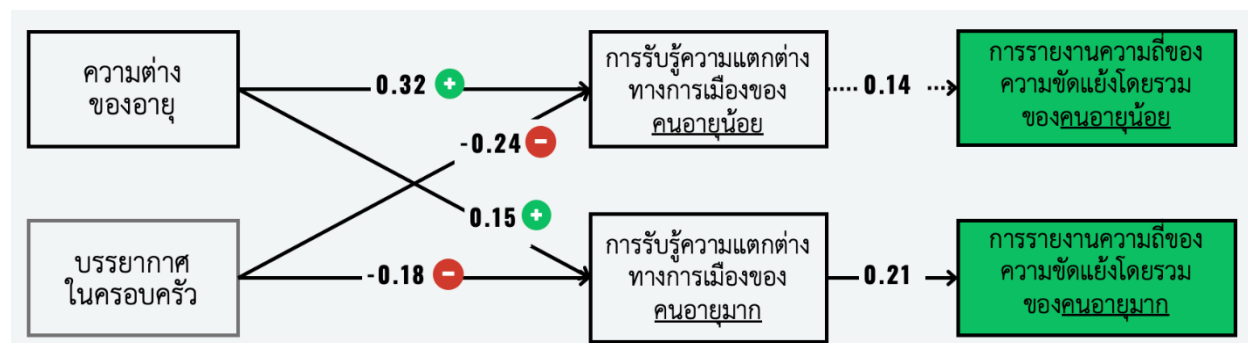 ความต่าง
ของอายุ
0.32 +
การรับรู้ความแตกต่าง
ทางการเมืองของ
คนอายุน้อย
0.14
การรายงานความถี่ของ
ความขัดแย้งโดยรวม
ของคนอายุน้อย
-0.24 −
0.15 +
บรรยากาศ
ในครอบครัว
-0.18 −
การรับรู้ความแตกต่าง
ทางการเมืองของ
คนอายุมาก
0.21
การรายงานความถี่ของ
ความขัดแย้งโดยรวม
ของคนอายุมาก